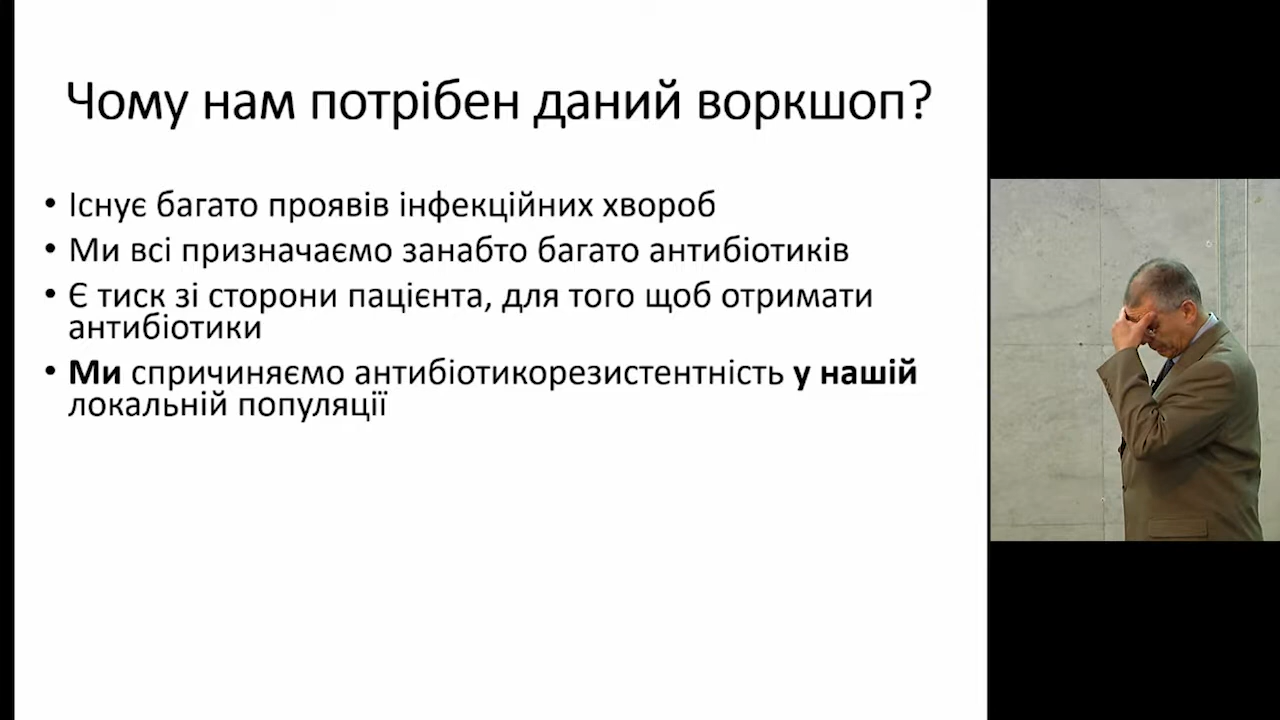 Чому нам потрібен даний воркшоп?
• Існує багато проявів інфекційних хвороб
• Ми всі призначаємо занабто багато антибіотиків
• Є тиск зі сторони пацієнта, для того щоб отримати
антибіотики
• Ми спричиняємо антибіотикорезистентність у нашій
локальній популяції